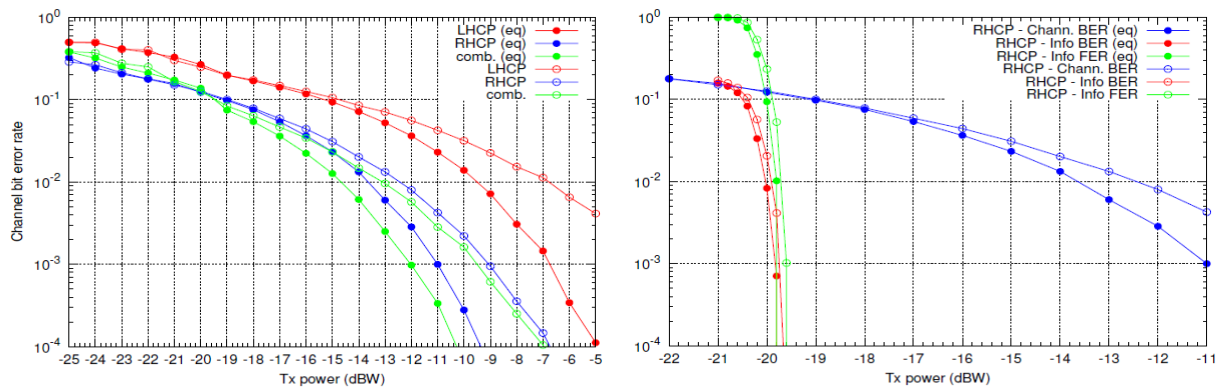 LHCP (eq)
RHCP (eq)
comb. (eq)
LHCP
RHCP
comb.
Channel bit error rate
10^0
10^-1
10^-2
10^-3
10^-4
-25 -24 -23 -22 -21 -20 -19 -18 -17 -16 -15 -14 -13 -12 -11 -10 -9 -8 -7 -6 -5
Tx power (dBW)
RHCP - Chann. BER (eq)
RHCP - Info BER (eq)
RHCP - Info FER (eq)
RHCP - Chann. BER
RHCP - Info BER
RHCP - Info FER
10^0
10^-1
10^-2
10^-3
10^-4
-22 -21 -20 -19 -18 -17 -16 -15 -14 -13 -12 -11
Tx power (dBW)